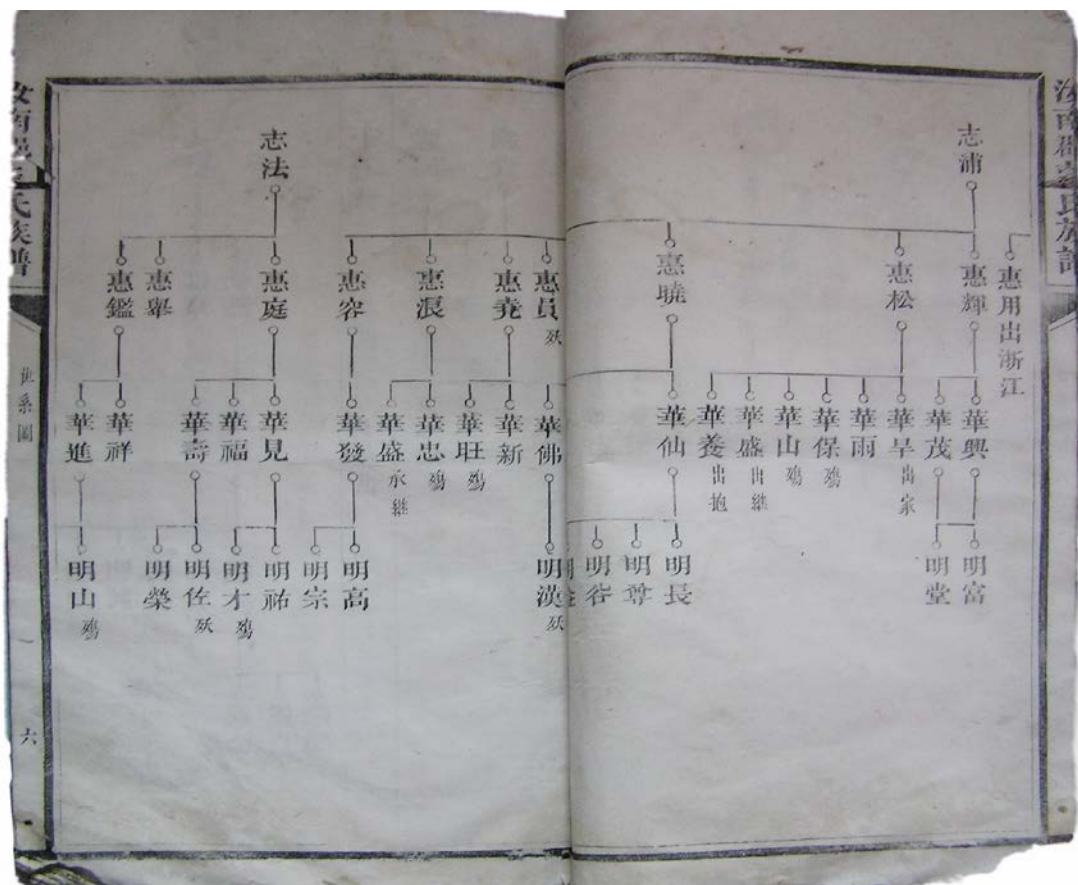 志浦
惠用出浙江
惠輝
惠松
惠曉
華興
華茂
華早出家
華雨
華保殤
華山殤
華盛出繼
華養出抱
華仙
明富
明堂
明長
明尊
明谷
惠員殀
惠堯
惠浪
惠容
華佛
華新
華旺殤
華忠殤
華盛承繼
華發
明漢殀
明高
明宗
志法
惠庭
惠舉
惠鑑
華見
華福
華壽
華祥
華進
明祐
明才殤
明佐殀
明榮
明山殤
氏族譜
世系圖
六